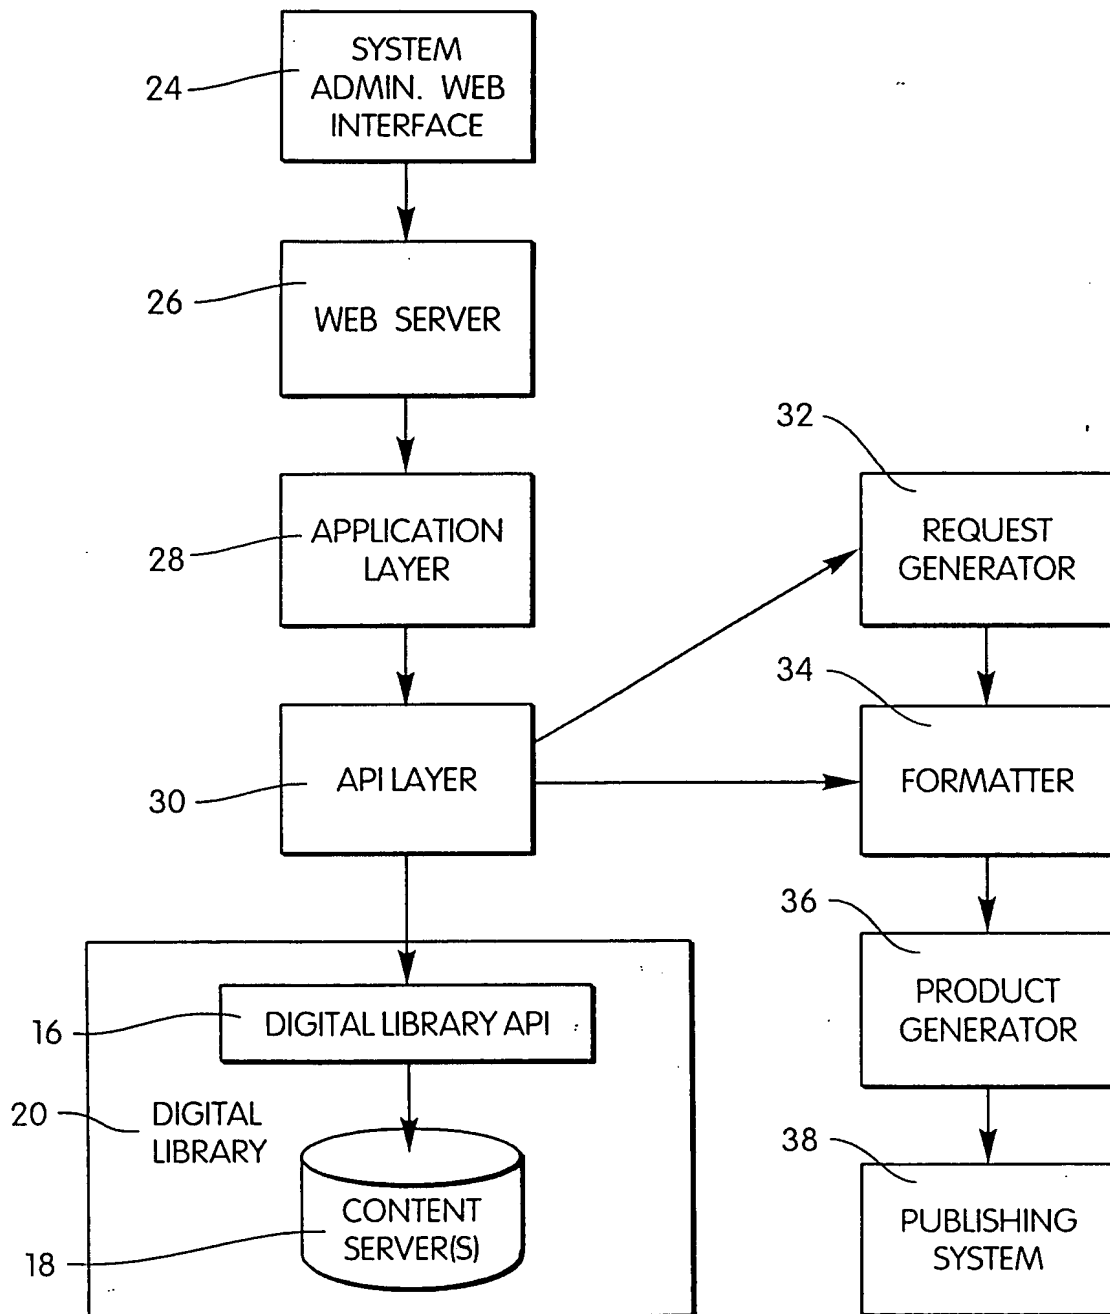 24
SYSTEM
ADMIN. WEB
INTERFACE
26
WEB SERVER
28
APPLICATION
LAYER
32
REQUEST
GENERATOR
30
API LAYER
34
FORMATTER
16
DIGITAL LIBRARY API
20
DIGITAL
LIBRARY
18
CONTENT
SERVER(S)
36
PRODUCT
GENERATOR
38
PUBLISHING
SYSTEM